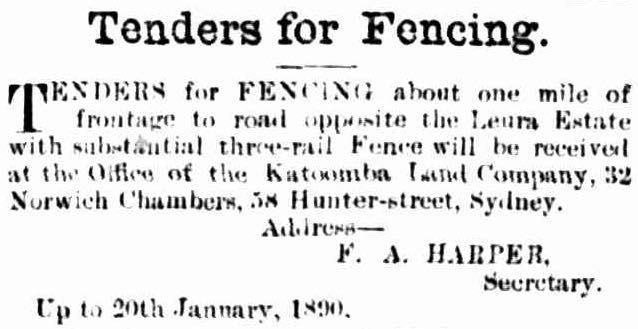 Tenders for Fencing.
TENDERS for FENCING about one mile of
frontage to road opposite the Leura Estate
with substantial three-rail Fence will be received
at the Office of the Katoomba Land Company, 32
Norwich Chambers, 58 Hunter-street, Sydney.
Address—
F. A. HARPER,
Secretary.
Up to 20th January, 1890.